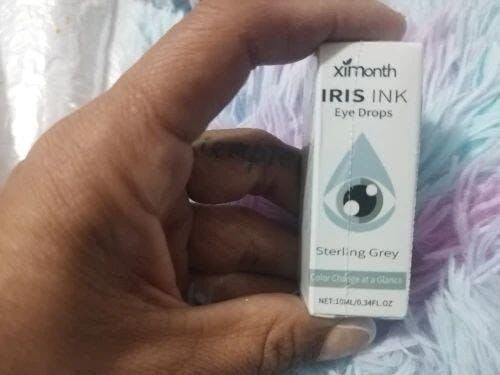 ximonth
IRIS INK
Eye Drops
Sterling Grey
Color Change at a Glance
NET:10ML/0.34FL.OZ